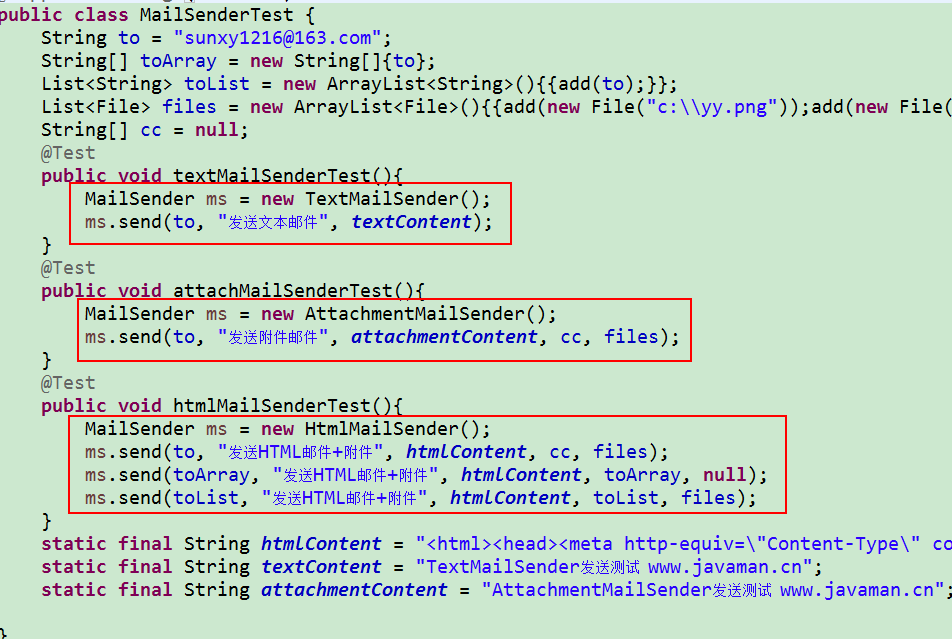 public class MailSenderTest {
String to = "sunxy1216@163.com";
String[] toArray = new String[]{to};
List<String> toList = new ArrayList<String>(){{add(to);}};
List<File> files = new ArrayList<File>(){{add(new File("c:\\yy.png"));add(new File(
String[] cc = null;
@Test
public void textMailSenderTest(){
MailSender ms = new TextMailSender();
ms.send(to, "发送文本邮件", textContent);
}
@Test
public void attachMailSenderTest(){
MailSender ms = new AttachmentMailSender();
ms.send(to, "发送附件邮件", attachmentContent, cc, files);
}
@Test
public void htmlMailSenderTest(){
MailSender ms = new HtmlMailSender();
ms.send(to, "发送HTML邮件+附件", htmlContent, cc, files);
ms.send(toArray, "发送HTML邮件+附件", htmlContent, toArray, null);
ms.send(toList, "发送HTML邮件+附件", htmlContent, toList, files);
}
static final String htmlContent = "<html><head><meta http-equiv=\"Content-Type\" co
static final String textContent = "TextMailSender发送测试 www.javaman.cn";
static final String attachmentContent = "AttachmentMailSender发送测试 www.javaman.cn";
}